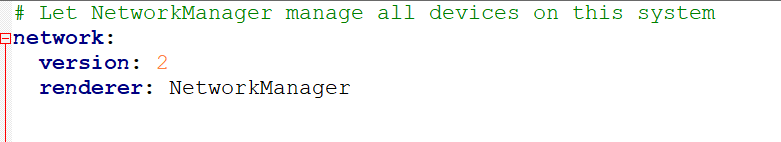 # Let NetworkManager manage all devices on this system
network:
  version: 2
  renderer: NetworkManager